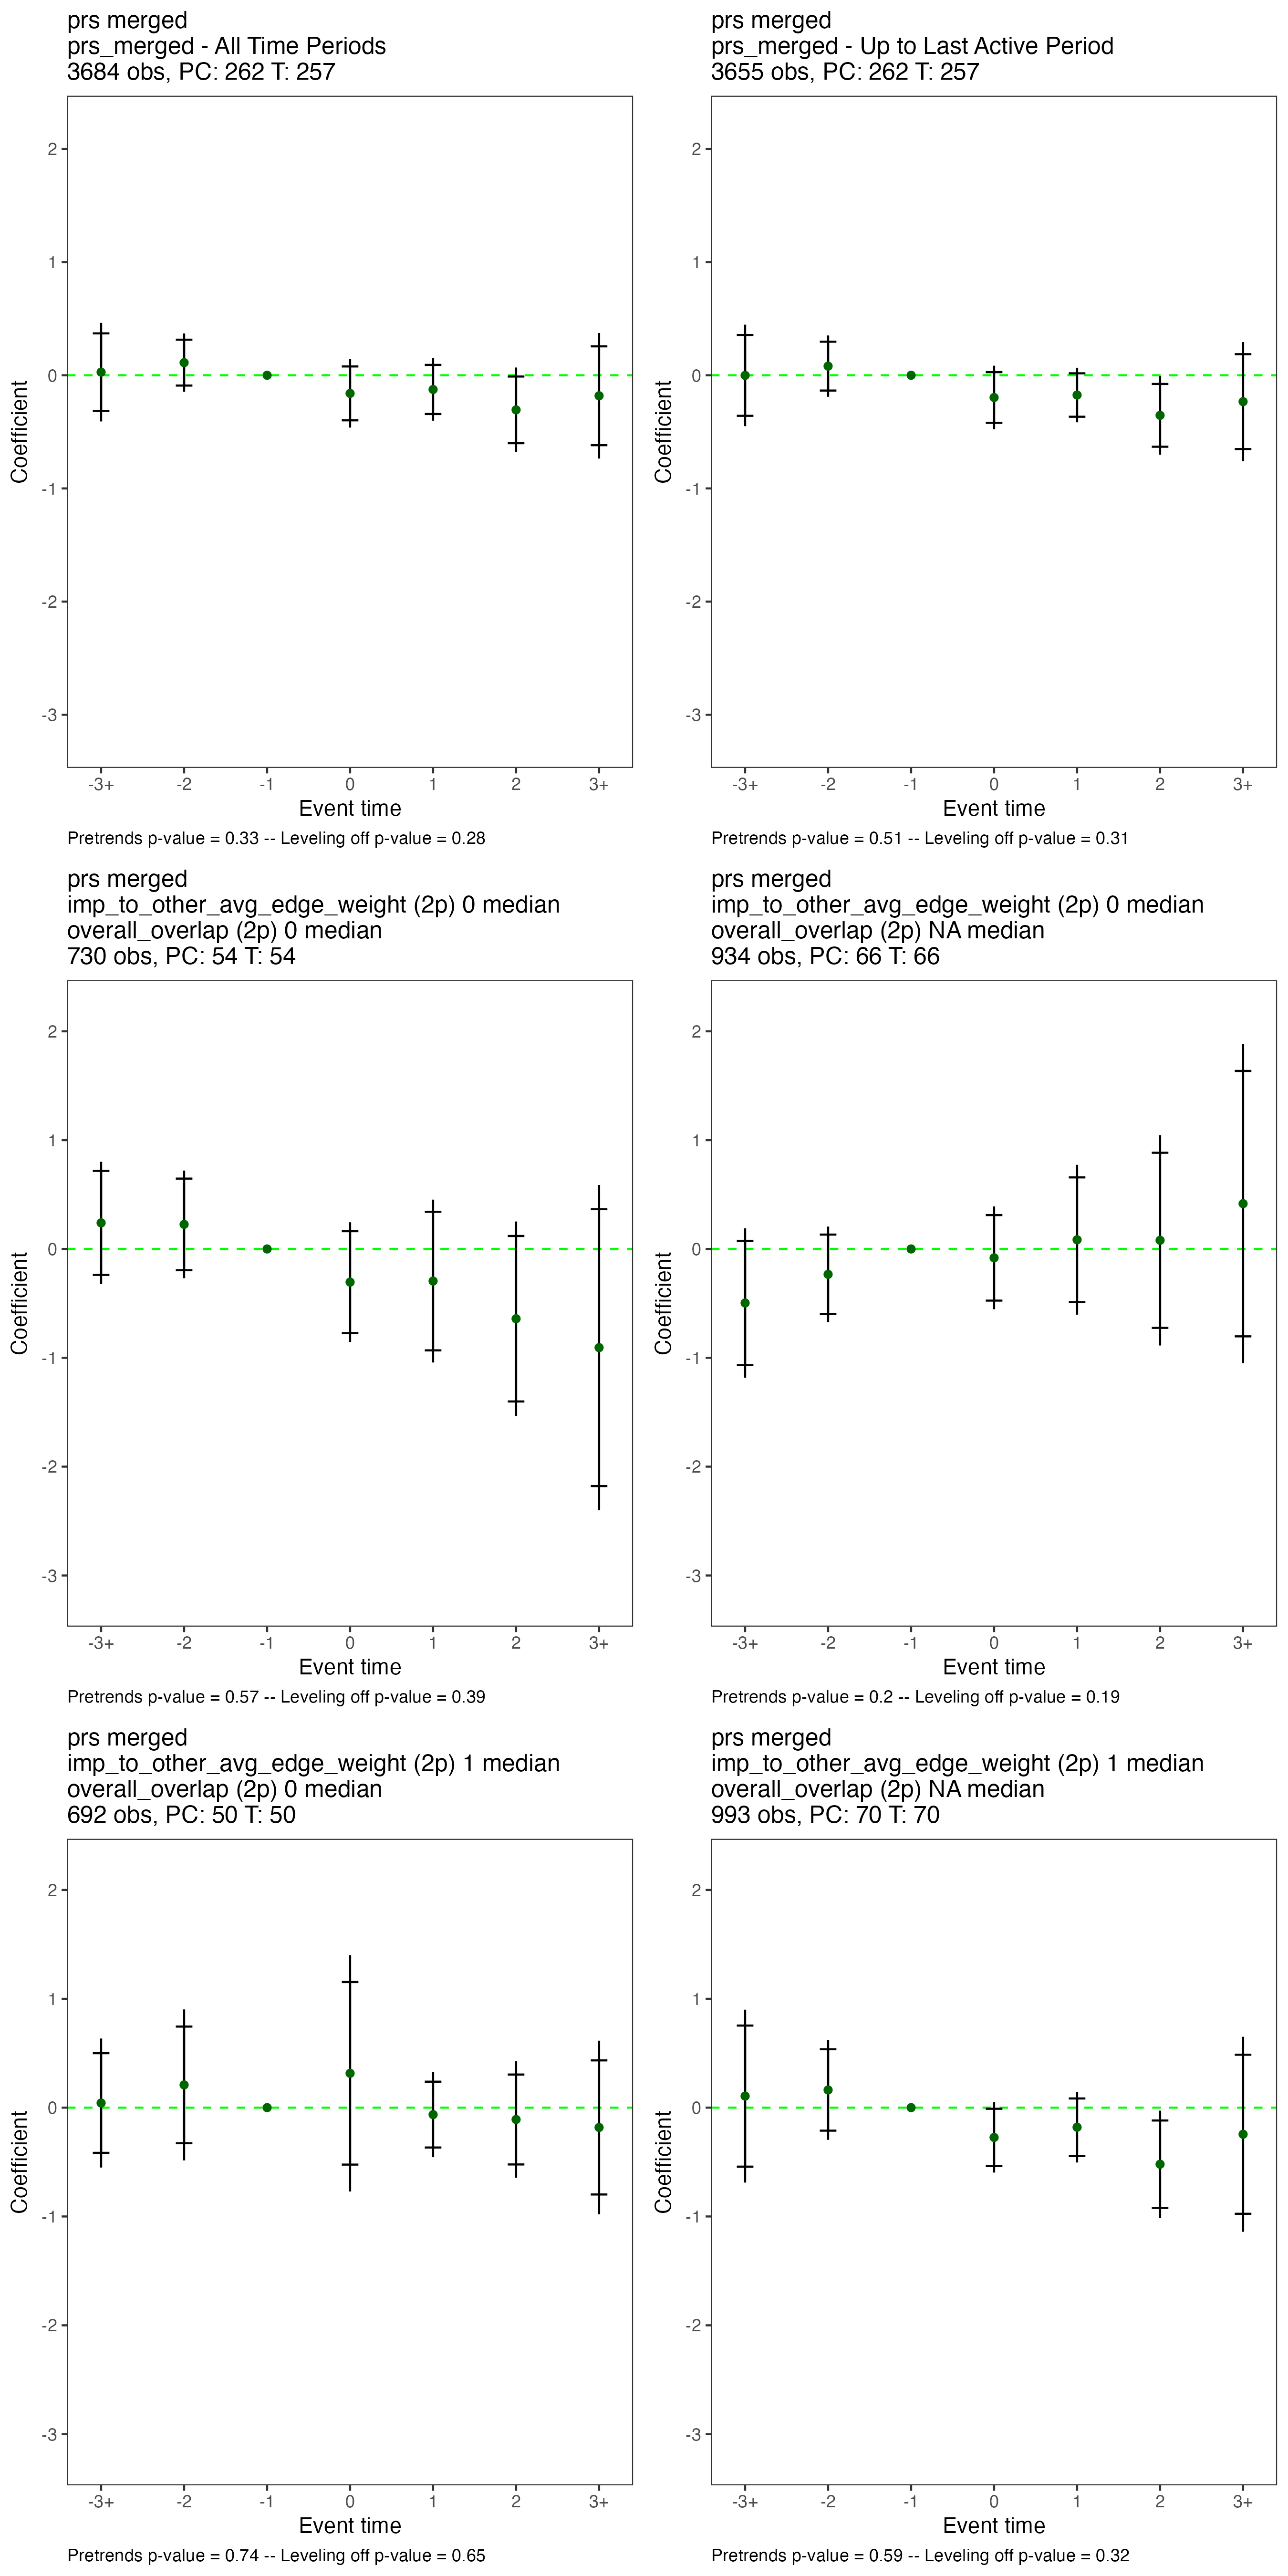 prs merged
prs_merged - All Time Periods
3684 obs, PC: 262 T: 257
2
1
0
-1
-2
-3
Coefficient
-3+ -2 -1 0 1 2 3+
Event time
Pretrends p-value = 0.33 -- Leveling off p-value = 0.28
prs merged
prs_merged - Up to Last Active Period
3655 obs, PC: 262 T: 257
2
1
0
-1
-2
-3
Coefficient
-3+ -2 -1 0 1 2 3+
Event time
Pretrends p-value = 0.51 -- Leveling off p-value = 0.31
prs merged
imp_to_other_avg_edge_weight (2p) 0 median
overall_overlap (2p) 0 median
730 obs, PC: 54 T: 54
2
1
0
-1
-2
-3
Coefficient
-3+ -2 -1 0 1 2 3+
Event time
Pretrends p-value = 0.57 -- Leveling off p-value = 0.39
prs merged
imp_to_other_avg_edge_weight (2p) 0 median
overall_overlap (2p) NA median
934 obs, PC: 66 T: 66
2
1
0
-1
-2
-3
Coefficient
-3+ -2 -1 0 1 2 3+
Event time
Pretrends p-value = 0.2 -- Leveling off p-value = 0.19
prs merged
imp_to_other_avg_edge_weight (2p) 1 median
overall_overlap (2p) 0 median
692 obs, PC: 50 T: 50
2
1
0
-1
-2
-3
Coefficient
-3+ -2 -1 0 1 2 3+
Event time
Pretrends p-value = 0.74 -- Leveling off p-value = 0.65
prs merged
imp_to_other_avg_edge_weight (2p) 1 median
overall_overlap (2p) NA median
993 obs, PC: 70 T: 70
2
1
0
-1
-2
-3
Coefficient
-3+ -2 -1 0 1 2 3+
Event time
Pretrends p-value = 0.59 -- Leveling off p-value = 0.32